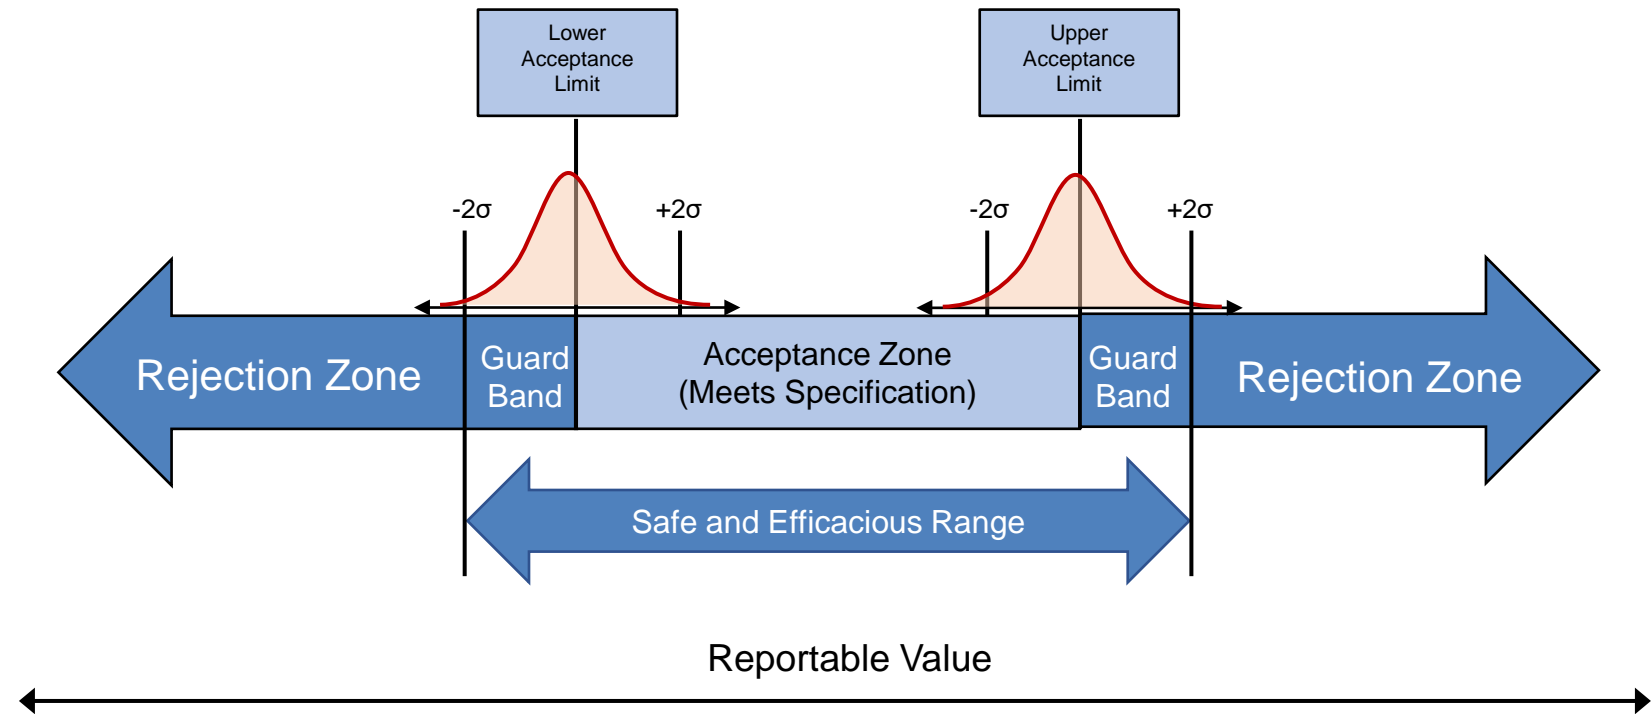 Lower
Acceptance
Limit
Upper
Acceptance
Limit
-2σ
+2σ
-2σ
+2σ
Rejection Zone
Guard
Band
Acceptance Zone
(Meets Specification)
Guard
Band
Rejection Zone
Safe and Efficacious Range
Reportable Value